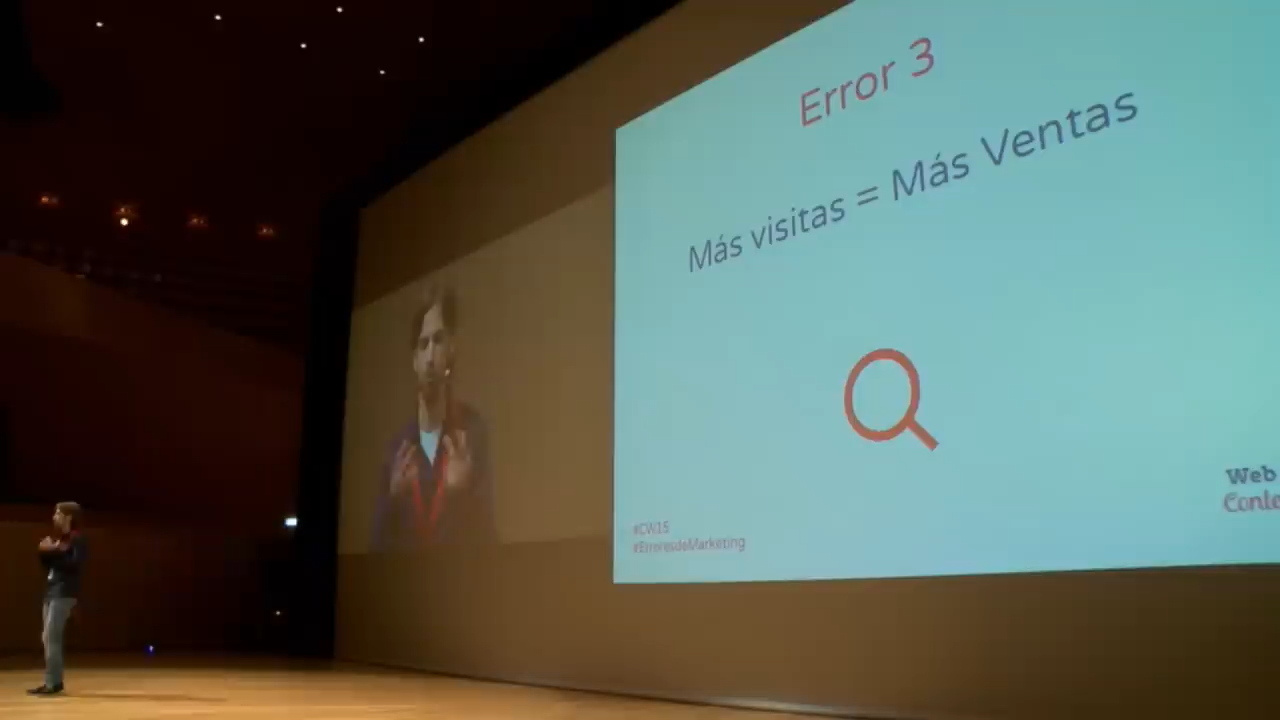 Error 3
Más visitas = Más Ventas
#CW15
#ErroresdeMarketing
Web